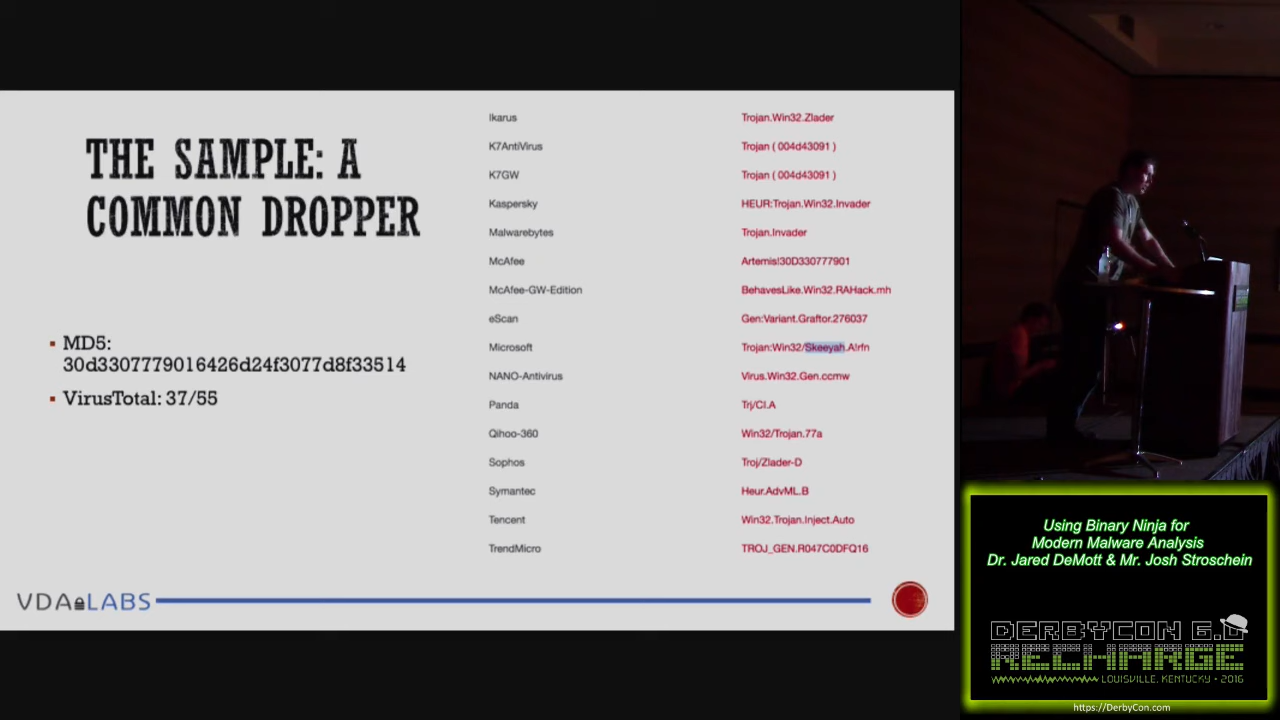 THE SAMPLE: A
COMMON DROPPER
▪ MD5:
30d3307779016426d24f3077d8f33514
▪ VirusTotal: 37/55
Ikarus Trojan.Win32.Zlader
K7AntiVirus Trojan ( 004d43091 )
K7GW Trojan ( 004d43091 )
Kaspersky HEUR:Trojan.Win32.Invader
Malwarebytes Trojan.Invader
McAfee Artemis!30D330777901
McAfee-GW-Edition BehavesLike.Win32.RAHack.mh
eScan Gen:Variant.Graftor.276037
Microsoft Trojan:Win32/Skeeyah.A!rfn
NANO-Antivirus Virus.Win32.Gen.ccmw
Panda Trj/CI.A
Qihoo-360 Win32/Trojan.77a
Sophos Troj/Zlader-D
Symantec Heur.AdvML.B
Tencent Win32.Trojan.Inject.Auto
TrendMicro TROJ_GEN.R047C0DFQ16
VDA LABS
Using Binary Ninja for
Modern Malware Analysis
Dr. Jared DeMott & Mr. Josh Stroschein
DERBYCON 6.0
RECHARGE
LOUISVILLE, KENTUCKY • 2016
https://DerbyCon.com